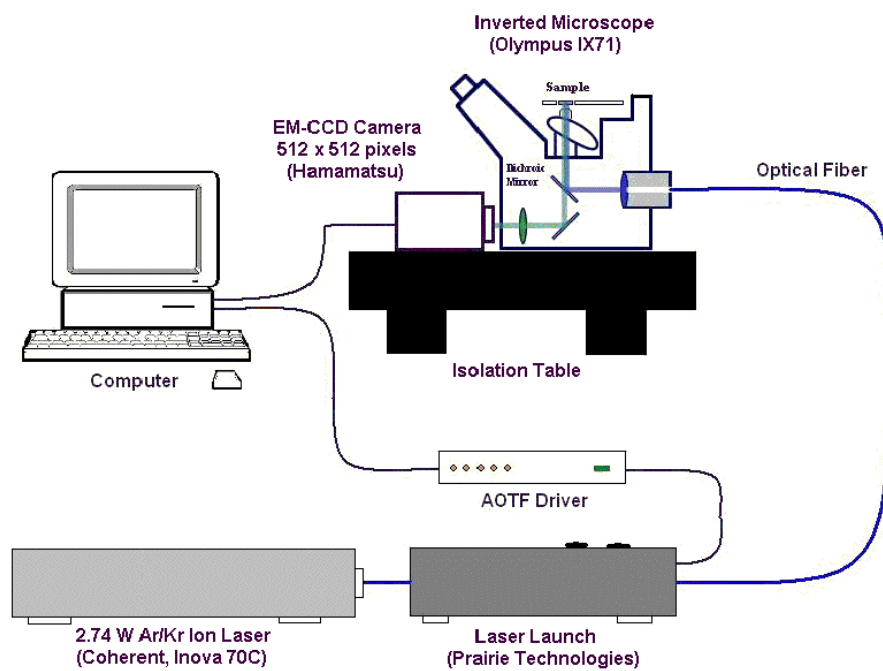 Inverted Microscope
(Olympus IX71)
Sample
EM-CCD Camera
512 x 512 pixels
(Hamamatsu)
Dichroic
Mirror
Optical Fiber
Computer
Isolation Table
AOTF Driver
2.74 W Ar/Kr Ion Laser
(Coherent, Inova 70C)
Laser Launch
(Prairie Technologies)